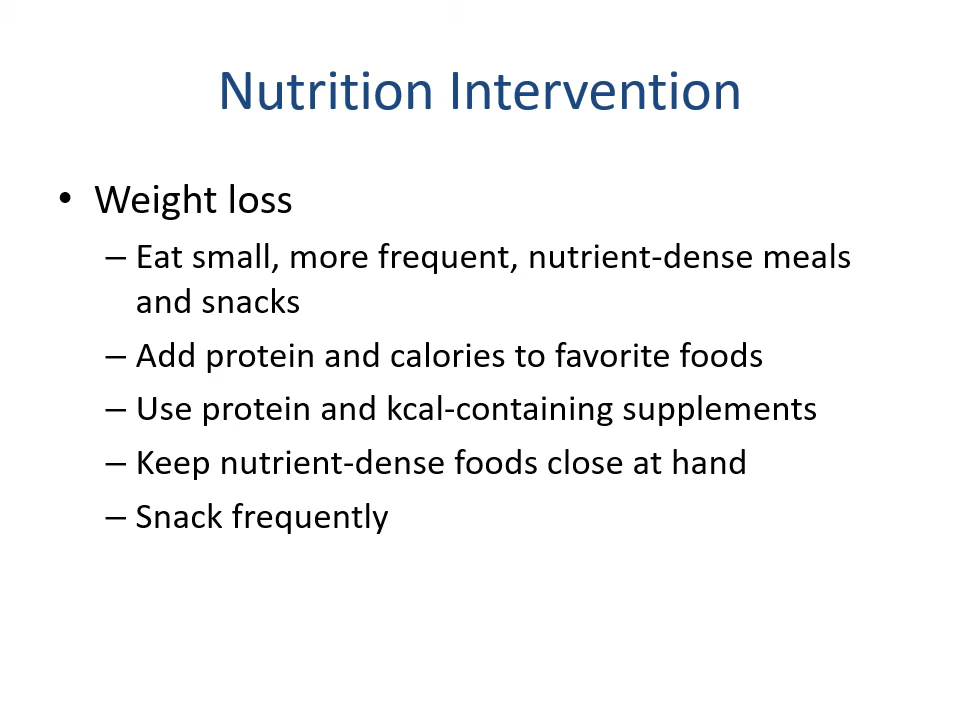 Nutrition Intervention
• Weight loss
– Eat small, more frequent, nutrient-dense meals
and snacks
– Add protein and calories to favorite foods
– Use protein and kcal-containing supplements
– Keep nutrient-dense foods close at hand
– Snack frequently